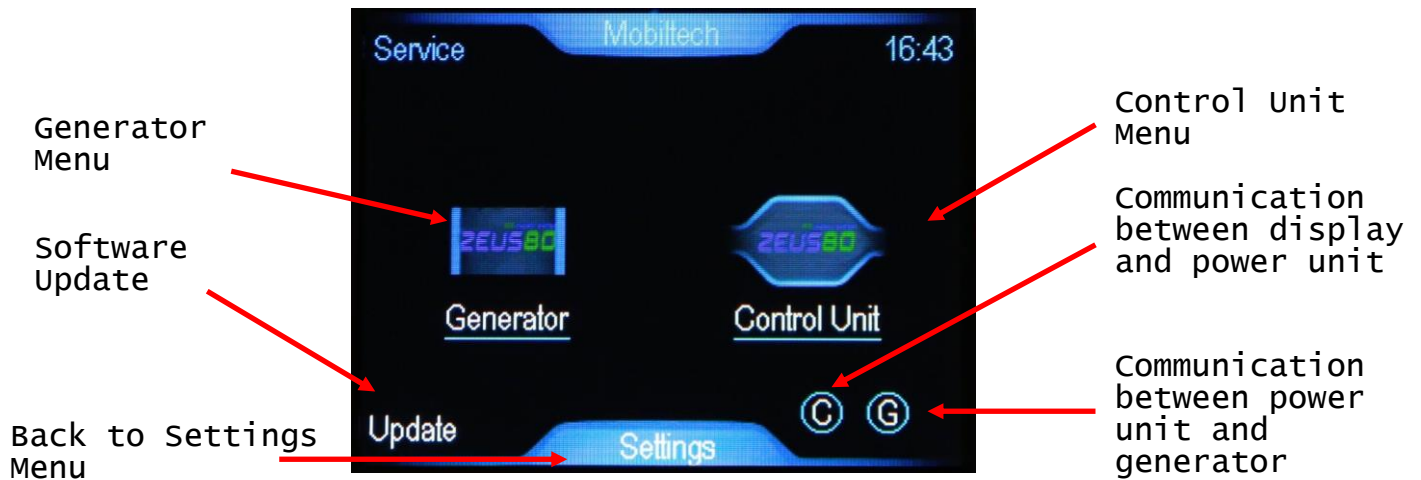 Mobiltech
Service
16:43
Generator
Menu
Software
Update
Back to Settings
Menu
ZEUS80
Generator
ZEUS80
Control Unit
Update
C
G
Settings
Control Unit
Menu
Communication
between display
and power unit
Communication
between power
unit and
generator